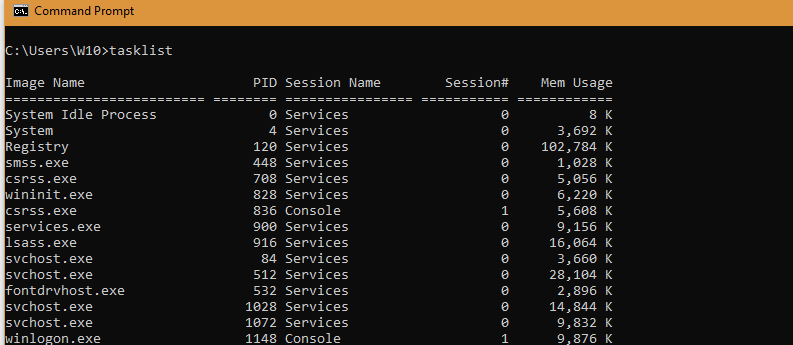 Command Prompt
C:\Users\W10>tasklist
Image Name                     PID Session Name        Session#    Mem Usage
========================= ======== ================ =========== ============
System Idle Process              0 Services                   0          8 K
System                           4 Services                   0      3,692 K
Registry                       120 Services                   0    102,784 K
smss.exe                       448 Services                   0      1,028 K
csrss.exe                      708 Services                   0      5,056 K
wininit.exe                    828 Services                   0      6,220 K
csrss.exe                      836 Console                    1      5,608 K
services.exe                   900 Services                   0      9,156 K
lsass.exe                      916 Services                   0     16,064 K
svchost.exe                     84 Services                   0      3,660 K
svchost.exe                    512 Services                   0     28,104 K
fontdrvhost.exe                532 Services                   0      2,896 K
svchost.exe                   1028 Services                   0     14,844 K
svchost.exe                   1072 Services                   0      9,832 K
winlogon.exe                  1148 Console                    1      9,876 K